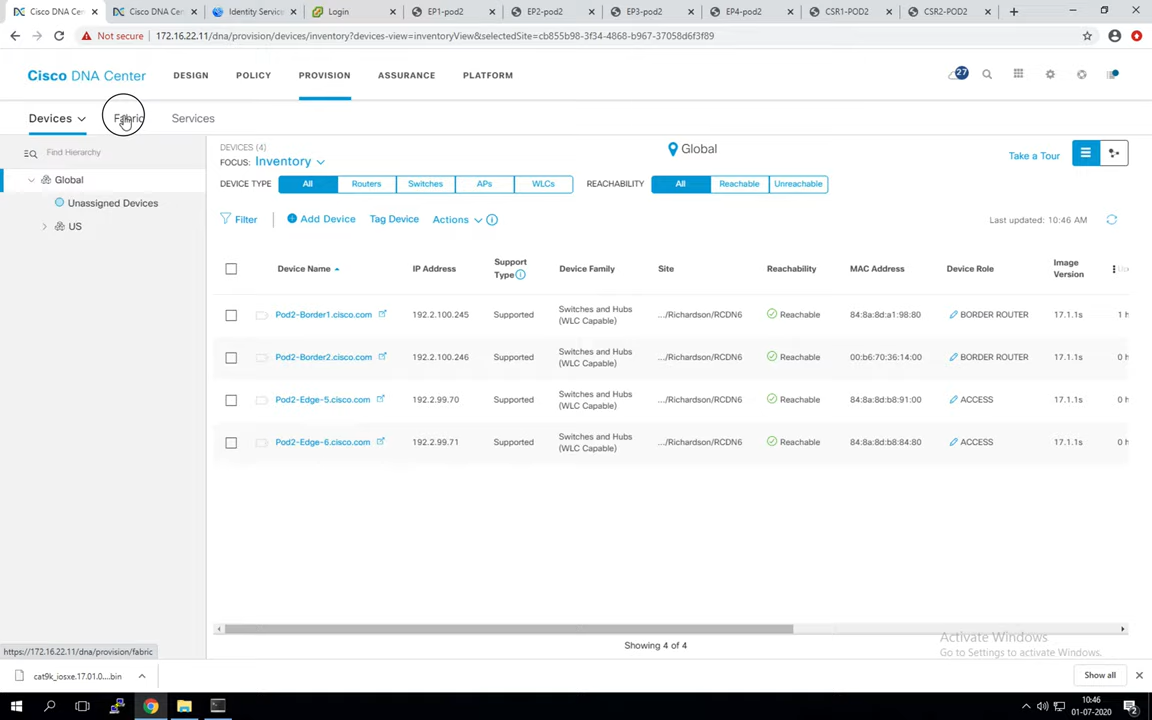 Cisco DNA Cen
Cisco DNA Cent
Identity Service
Login
EP1-pod2
EP2-pod2
EP3-pod2
EP4-pod2
CSR1-POD2
CSR2-POD2
Not secure
172.16.22.11/dna/provision/devices/inventory?devices-view=inventoryView&selectedSite=cb855b98-3f34-4868-b967-37058d6f3f89
Cisco DNA Center
DESIGN
POLICY
PROVISION
ASSURANCE
PLATFORM
27
Devices
Fabric
Services
Find Hierarchy
Global
Unassigned Devices
US
DEVICES (4)
FOCUS: Inventory
Global
Take a Tour
DEVICE TYPE
All
Routers
Switches
APs
WLCs
REACHABILITY
All
Reachable
Unreachable
Filter
Add Device
Tag Device
Actions
Last updated: 10:46 AM
Device Name
IP Address
Support
Type
Device Family
Site
Reachability
MAC Address
Device Role
Image
Version
Pod2-Border1.cisco.com
192.2.100.245
Supported
Switches and Hubs
(WLC Capable)
.../Richardson/RCDN6
Reachable
84:8a:8d:a1:98:80
BORDER ROUTER
17.1.1s
1 h
Pod2-Border2.cisco.com
192.2.100.246
Supported
Switches and Hubs
(WLC Capable)
.../Richardson/RCDN6
Reachable
00:b6:70:36:14:00
BORDER ROUTER
17.1.1s
0 h
Pod2-Edge-5.cisco.com
192.2.99.70
Supported
Switches and Hubs
(WLC Capable)
.../Richardson/RCDN6
Reachable
84:8a:8d:b8:91:00
ACCESS
17.1.1s
0 h
Pod2-Edge-6.cisco.com
192.2.99.71
Supported
Switches and Hubs
(WLC Capable)
.../Richardson/RCDN6
Reachable
84:8a:8d:b8:84:80
ACCESS
17.1.1s
0 h
Showing 4 of 4
Activate Windows
Go to Settings to activate Windows.
https://172.16.22.11/dna/provision/fabric
cat9k_iosxe.17.01.0....bin
Show all
10:46
01-07-2020
2